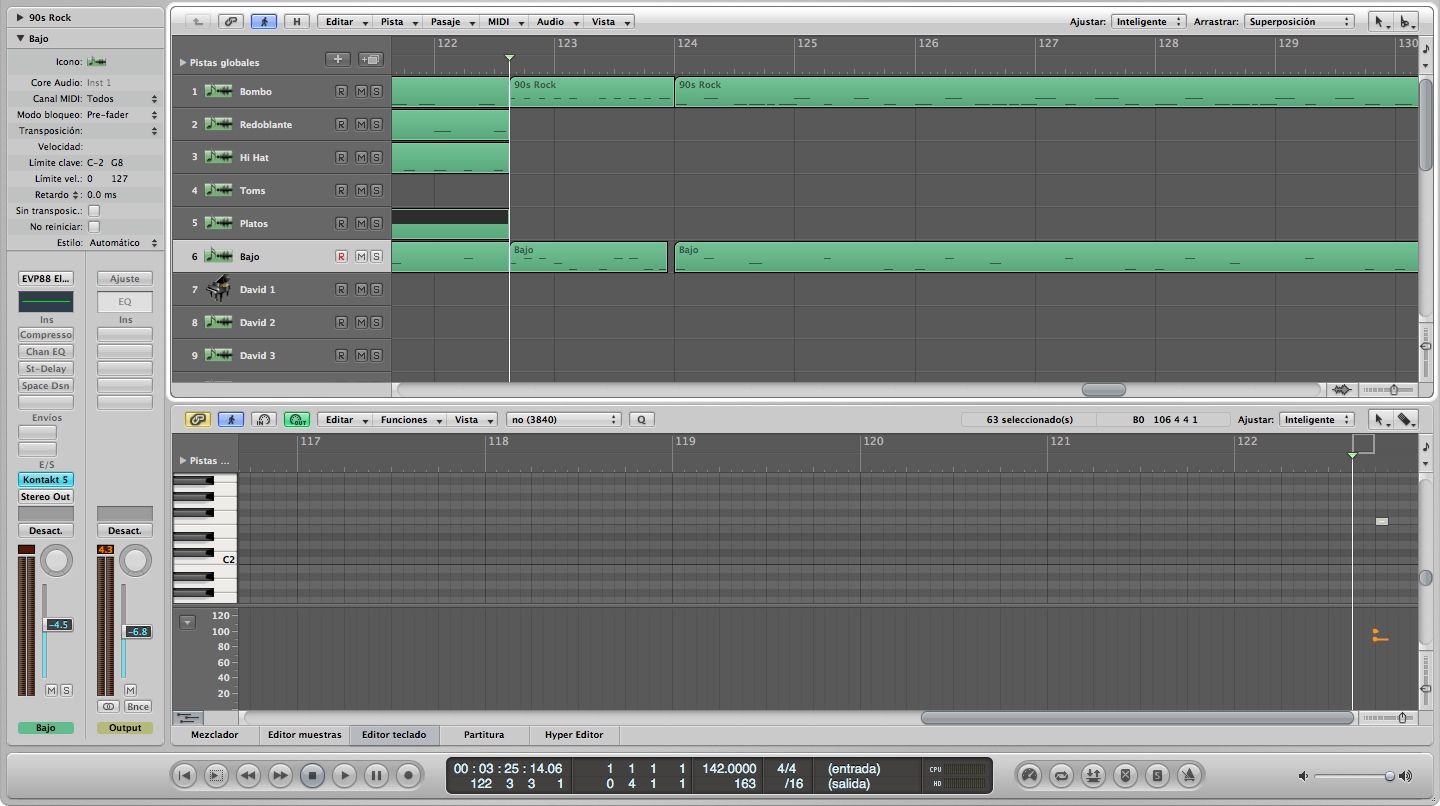 90s Rock
Bajo
Icono:
Core Audio: Inst 1
Canal MIDI: Todos
Modo bloqueo: Pre-fader
Transposición:
Velocidad:
Límite clave: C-2 G8
Límite vel.: 0 127
Retardo : 0.0 ms
Sin transposic.:
No reiniciar:
Estilo: Automático
EVP88 El... Ajuste
EQ
Ins Ins
Compresso
Chan EQ
St-Delay
Space Dsn
Envíos
E/S
Kontakt 5
Stereo Out
Desact. Desact.
4.3
-4.5 -6.8
M S M
Bnce
Bajo Output
H Editar Pista Pasaje MIDI Audio Vista Ajustar: Inteligente Arrastrar: Superposición
122 123 124 125 126 127 128 129 130
Pistas globales
1 Bombo R M S 90s Rock 90s Rock
2 Redoblante R M S
3 Hi Hat R M S
4 Toms R M S
5 Platos R M S
6 Bajo R M S Bajo Bajo
7 David 1 R M S
8 David 2 R M S
9 David 3 R M S
IN OUT Editar Funciones Vista no (3840) Q 63 seleccionado(s) B0 106 4 4 1 Ajustar: Inteligente
117 118 119 120 121 122
Pistas ...
C2
120
100
80
60
40
20
Mezclador Editor muestras Editor teclado Partitura Hyper Editor
00 : 03 : 25 : 14.06 1 1 1 1 142.0000 4/4 (entrada) CPU
122 3 3 1 0 4 1 1 163 /16 (salida) HD
S